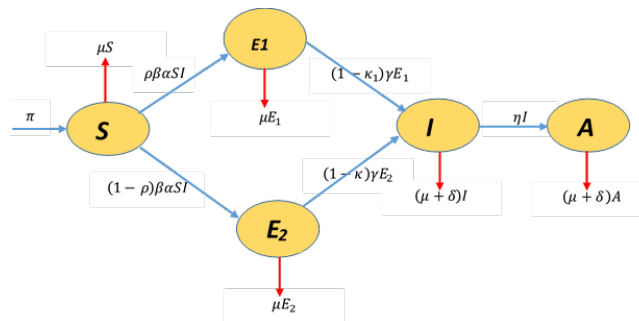 μS
ρβαSI
E1
(1 − κ₁)γE₁
μE₁
π
S
I
ηI
A
(1 − ρ)βαSI
(1 − κ)γE₂
(μ + δ)I
(μ + δ)A
E₂
μE₂